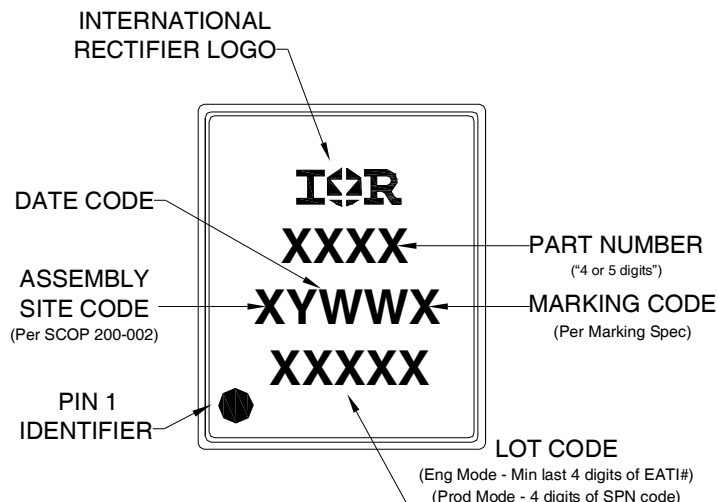 INTERNATIONAL
RECTIFIER LOGO
IOR
DATE CODE
XXXX
PART NUMBER
("4 or 5 digits")
ASSEMBLY
SITE CODE
(Per SCOP 200-002)
XYWWX
MARKING CODE
(Per Marking Spec)
XXXXX
PIN 1
IDENTIFIER
LOT CODE
(Eng Mode - Min last 4 digits of EATI#)
(Prod Mode - 4 digits of SPN code)